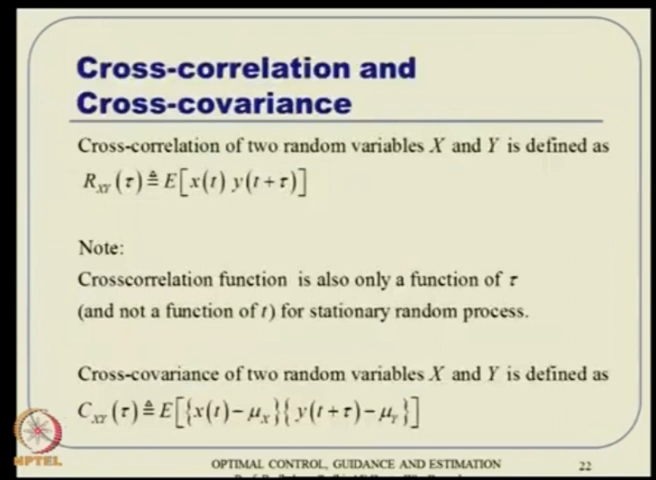 Cross-correlation and
Cross-covariance
Cross-correlation of two random variables X and Y is defined as
R_XY(τ) ≜ E[x(t) y(t+τ)]
Note:
Crosscorrelation function is also only a function of τ
(and not a function of t) for stationary random process.
Cross-covariance of two random variables X and Y is defined as
C_XY(τ) ≜ E[{x(t) − μ_X}{y(t+τ) − μ_Y}]
NPTEL
OPTIMAL CONTROL, GUIDANCE AND ESTIMATION
22